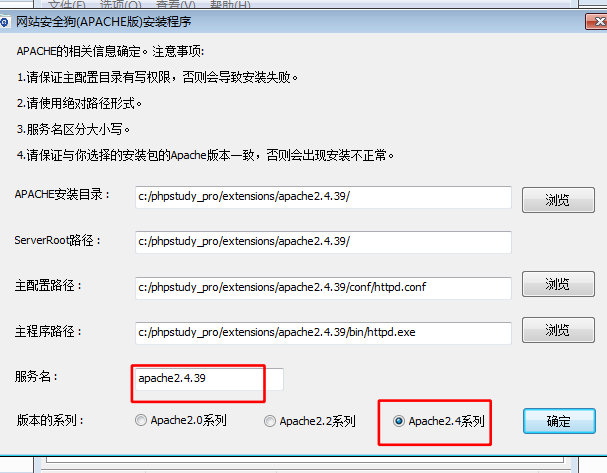 文件(F) 选项(O) 查看(V) 帮助(H)
网站安全狗(APACHE版)安装程序
APACHE的相关信息确定。注意事项:
1.请保证主配置目录有写权限，否则会导致安装失败。
2.请使用绝对路径形式。
3.服务名区分大小写。
4.请保证与你选择的安装包的Apache版本一致，否则会出现安装不正常。
APACHE安装目录： c:/phpstudy_pro/extensions/apache2.4.39/ 浏览
ServerRoot路径： c:/phpstudy_pro/extensions/apache2.4.39/
主配置路径： c:/phpstudy_pro/extensions/apache2.4.39/conf/httpd.conf 浏览
主程序路径： c:/phpstudy_pro/extensions/apache2.4.39/bin/httpd.exe 浏览
服务名： apache2.4.39
版本的系列： Apache2.0系列 Apache2.2系列 Apache2.4系列 确定